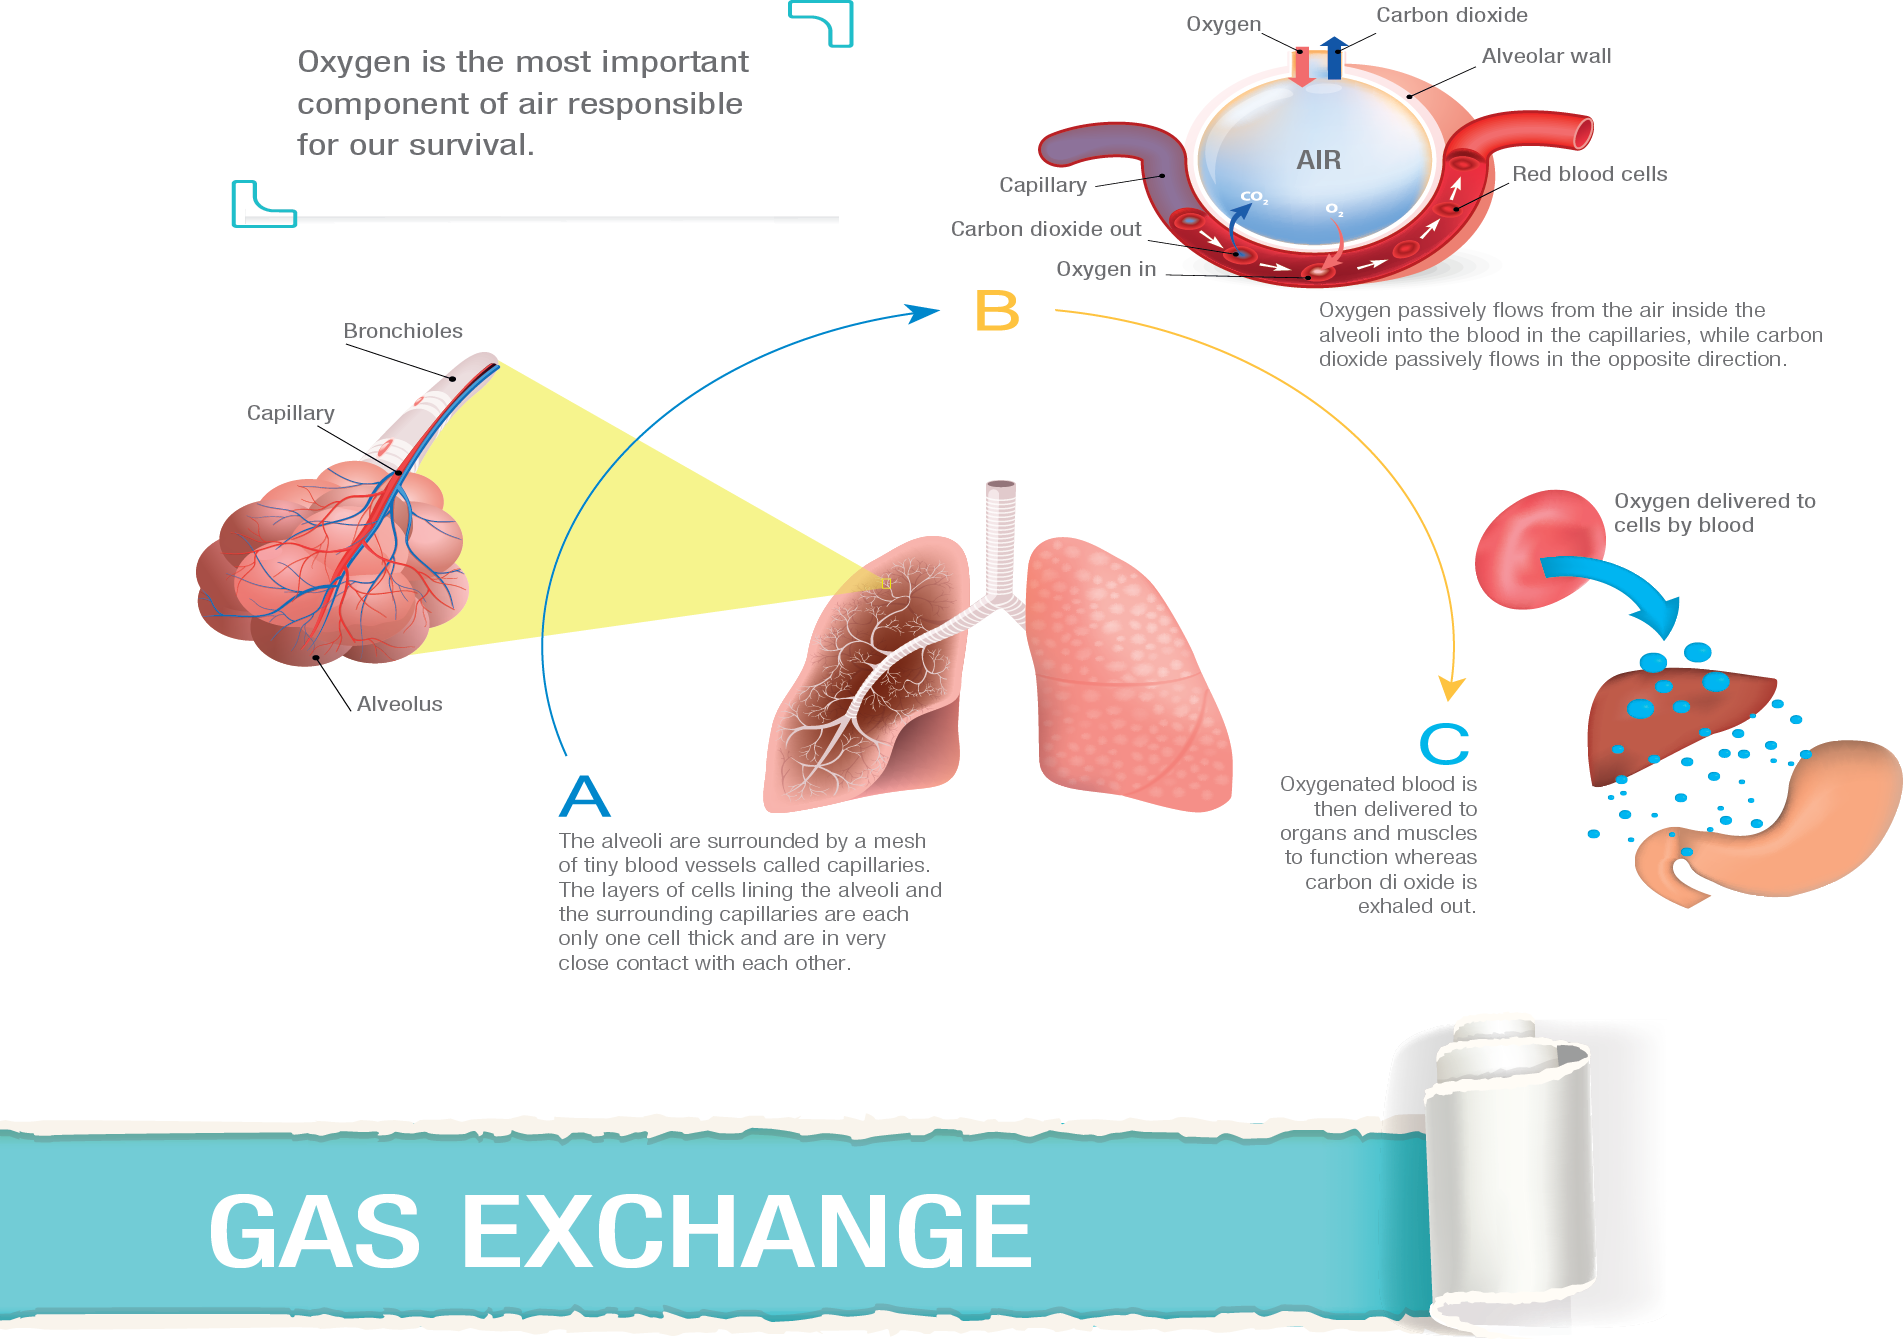 Oxygen is the most important
component of air responsible
for our survival.
Oxygen
Carbon dioxide
Alveolar wall
AIR
Capillary
Red blood cells
CO2
O2
Carbon dioxide out
Oxygen in
B
Oxygen passively flows from the air inside the
alveoli into the blood in the capillaries, while carbon
dioxide passively flows in the opposite direction.
Bronchioles
Capillary
Alveolus
Oxygen delivered to
cells by blood
A
The alveoli are surrounded by a mesh
of tiny blood vessels called capillaries.
The layers of cells lining the alveoli and
the surrounding capillaries are each
only one cell thick and are in very
close contact with each other.
C
Oxygenated blood is
then delivered to
organs and muscles
to function whereas
carbon di oxide is
exhaled out.
GAS EXCHANGE